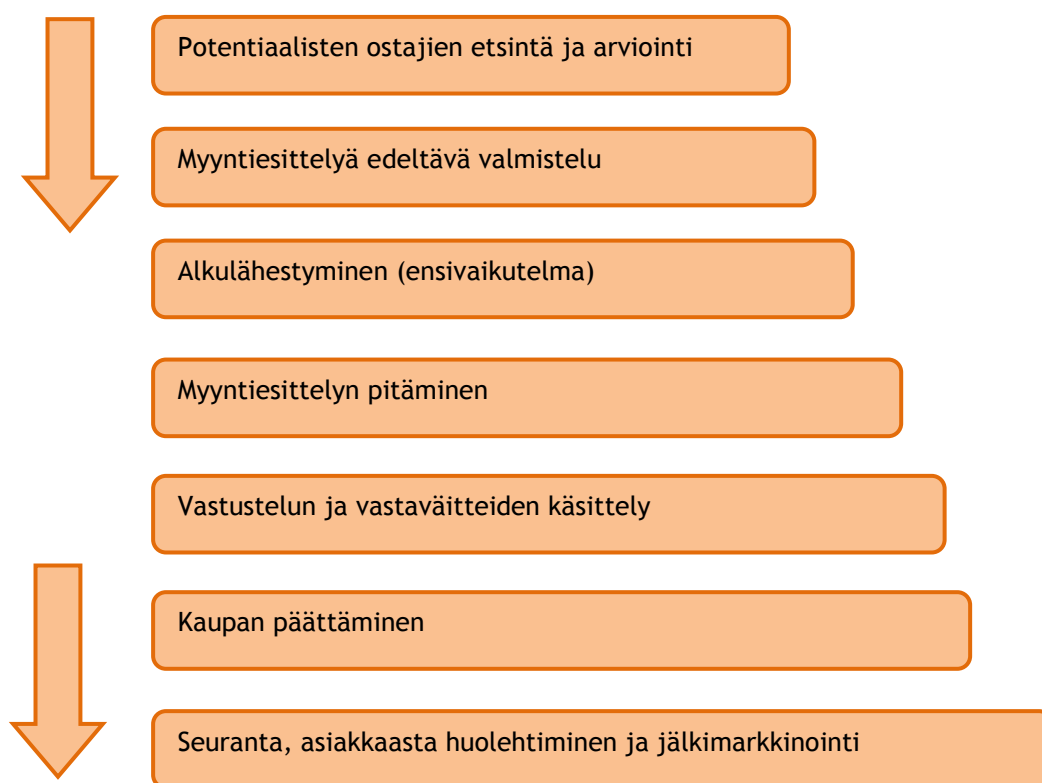 Potentiaalisten ostajien etsintä ja arviointi
Myyntiesittelyä edeltävä valmistelu
Alkulähestyminen (ensivaikutelma)
Myyntiesittelyn pitäminen
Vastustelun ja vastaväitteiden käsittely
Kaupan päättäminen
Seuranta, asiakkaasta huolehtiminen ja jälkimarkkinointi